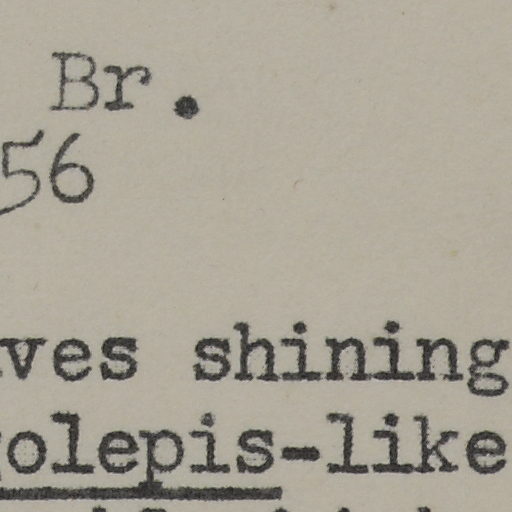 Br.
56
ves shining
olepis-like